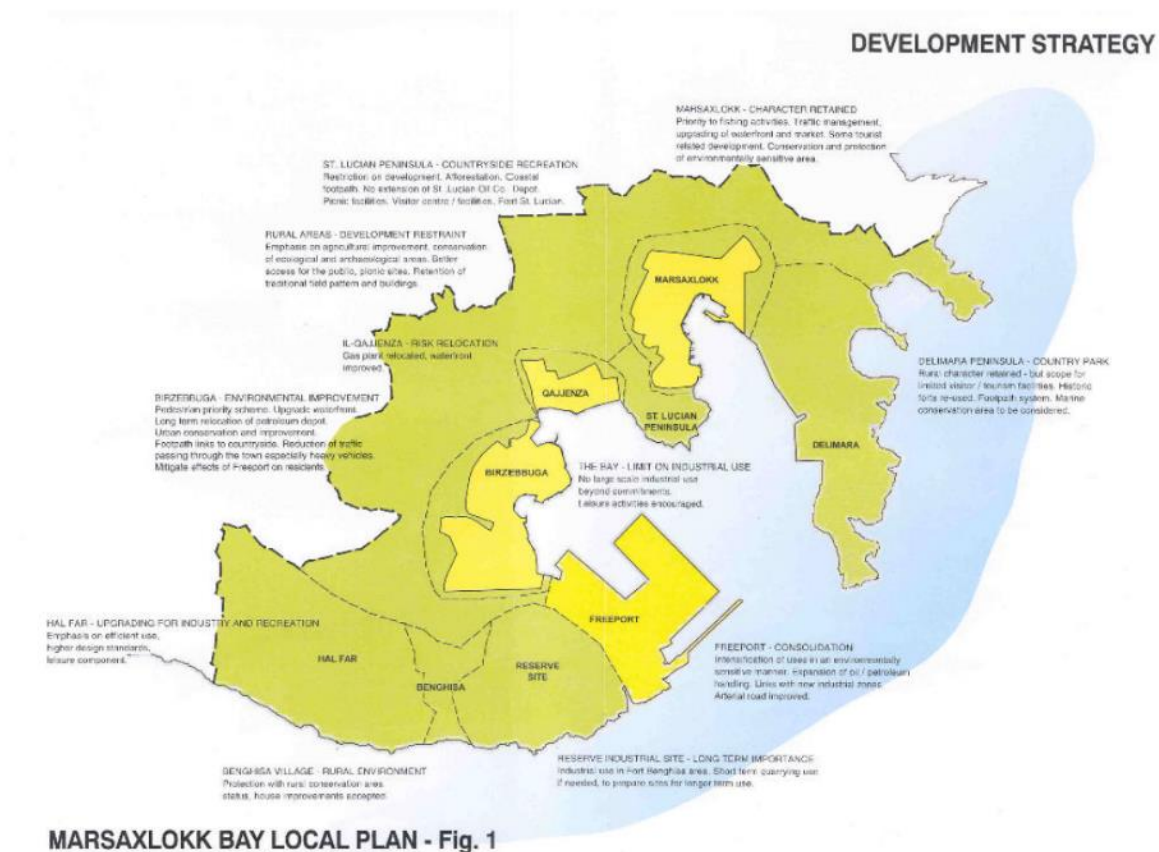 DEVELOPMENT STRATEGY
MARSAXLOKK - CHARACTER RETAINED
Priority to fishing activities. Traffic management,
upgrading of waterfront and market. Some tourist
related development. Conservation and protection
of environmentally sensitive area.
ST. LUCIAN PENINSULA - COUNTRYSIDE RECREATION
Restriction on development. Afforestation. Coastal
footpath. No extension of St. Lucian Oil Co. Depot.
Picnic facilities. Visitor centre / facilities. Fort St. Lucian.
RURAL AREAS - DEVELOPMENT RESTRAINT
Emphasis on agricultural improvement, conservation
of ecological and archaeological areas. Better
access for the public, picnic sites. Retention of
traditional field pattern and buildings.
MARSAXLOKK
IL-QAJJENZA - RISK RELOCATION
Gas plant relocated, waterfront
improved.
DELIMARA PENINSULA - COUNTRY PARK
Rural character retained - but scope for
limited visitor / tourism facilities. Historic
forts re-used. Footpath system. Marine
conservation area to be considered.
QAJJENZA
BIRZEBBUGA - ENVIRONMENTAL IMPROVEMENT
Pedestrian priority scheme. Upgrade waterfront.
Long term relocation of petroleum depot.
Urban conservation and improvement.
Footpath links to countryside. Reduction of traffic
passing through the town especially heavy vehicles.
Mitigate effects of Freeport on residents.
ST. LUCIAN
PENINSULA
DELIMARA
BIRZEBBUGA
THE BAY - LIMIT ON INDUSTRIAL USE
No large scale industrial use
beyond commitments.
Leisure activities encouraged.
FREEPORT
HAL FAR - UPGRADING FOR INDUSTRY AND RECREATION
Emphasis on efficient use,
higher design standards,
leisure component.
FREEPORT - CONSOLIDATION
Intensification of uses in an environmentally
sensitive manner. Expansion of oil / petroleum
handling. Links with new industrial zones.
Arterial road improved.
HAL FAR
RESERVE
SITE
BENGHISA
RESERVE INDUSTRIAL SITE - LONG TERM IMPORTANCE
Industrial use in Fort Benghisa area. Short term quarrying use
if needed, to prepare sites for longer term use.
BENGHISA VILLAGE - RURAL ENVIRONMENT
Protection with rural conservation area
status, house improvements accepted.
MARSAXLOKK BAY LOCAL PLAN - Fig. 1